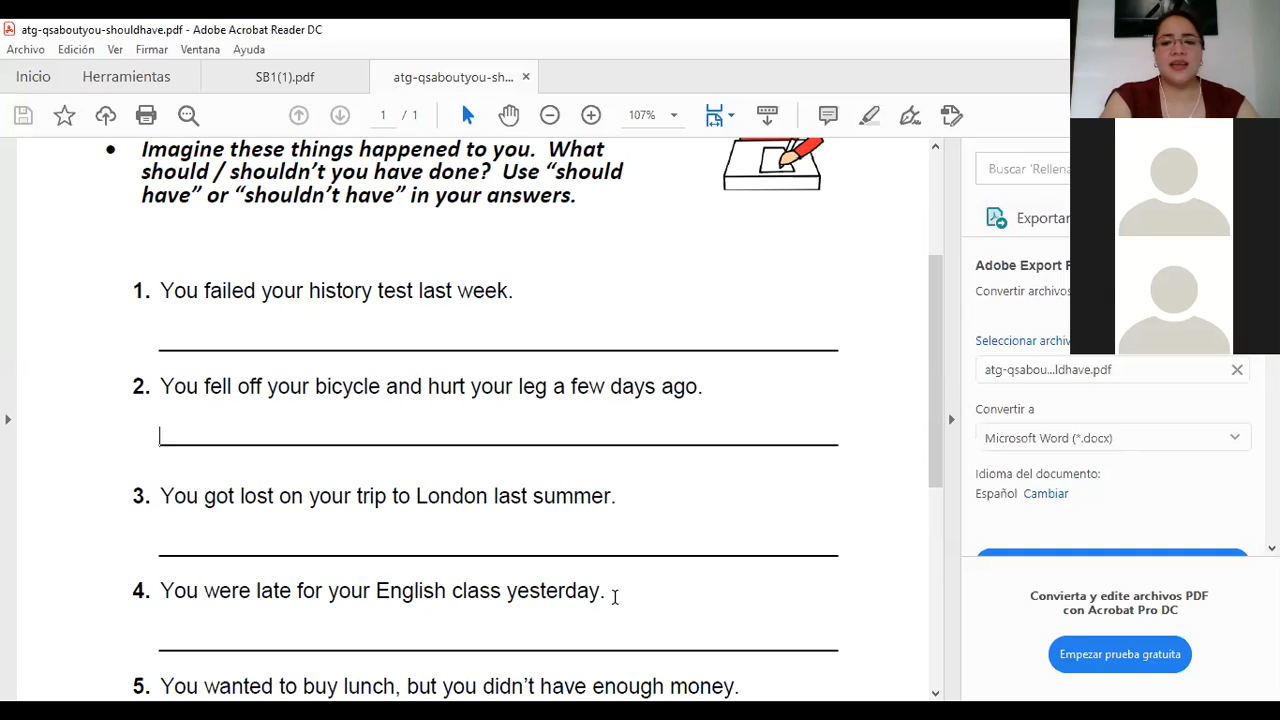 atg-qsaboutyou-shouldhave.pdf - Adobe Acrobat Reader DC
Archivo Edición Ver Firmar Ventana Ayuda
Inicio Herramientas SB1(1).pdf atg-qsaboutyou-sh... ×
1 / 1 107%
• Imagine these things happened to you. What
should / shouldn't you have done? Use “should
have” or “shouldn't have” in your answers.
1. You failed your history test last week.
2. You fell off your bicycle and hurt your leg a few days ago.
3. You got lost on your trip to London last summer.
4. You were late for your English class yesterday.
5. You wanted to buy lunch, but you didn't have enough money.
Buscar 'Rellena
Exportar
Adobe Export
Convertir archivos
Seleccionar archiv
atg-qsabou...ldhave.pdf
Convertir a
Microsoft Word (*.docx)
Idioma del documento:
Español Cambiar
Convierta y edite archivos PDF
con Acrobat Pro DC
Empezar prueba gratuita